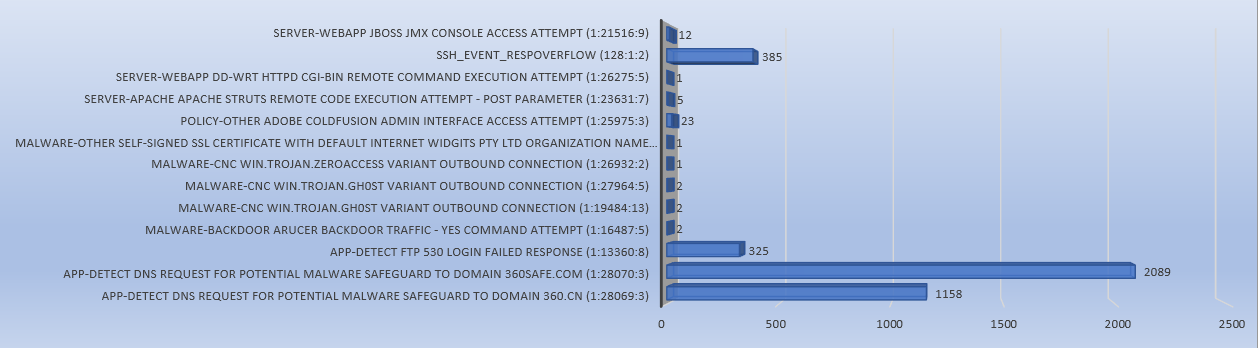 SERVER-WEBAPP JBOSS JMX CONSOLE ACCESS ATTEMPT (1:21516:9) 12
SSH_EVENT_RESPOVERFLOW (128:1:2) 385
SERVER-WEBAPP DD-WRT HTTPD CGI-BIN REMOTE COMMAND EXECUTION ATTEMPT (1:26275:5) 1
SERVER-APACHE APACHE STRUTS REMOTE CODE EXECUTION ATTEMPT - POST PARAMETER (1:23631:7) 5
POLICY-OTHER ADOBE COLDFUSION ADMIN INTERFACE ACCESS ATTEMPT (1:25975:3) 23
MALWARE-OTHER SELF-SIGNED SSL CERTIFICATE WITH DEFAULT INTERNET WIDGITS PTY LTD ORGANIZATION NAME... 1
MALWARE-CNC WIN.TROJAN.ZEROACCESS VARIANT OUTBOUND CONNECTION (1:26932:2) 1
MALWARE-CNC WIN.TROJAN.GH0ST VARIANT OUTBOUND CONNECTION (1:27964:5) 2
MALWARE-CNC WIN.TROJAN.GH0ST VARIANT OUTBOUND CONNECTION (1:19484:13) 2
MALWARE-BACKDOOR ARUCER BACKDOOR TRAFFIC - YES COMMAND ATTEMPT (1:16487:5) 2
APP-DETECT FTP 530 LOGIN FAILED RESPONSE (1:13360:8) 325
APP-DETECT DNS REQUEST FOR POTENTIAL MALWARE SAFEGUARD TO DOMAIN 360SAFE.COM (1:28070:3) 2089
APP-DETECT DNS REQUEST FOR POTENTIAL MALWARE SAFEGUARD TO DOMAIN 360.CN (1:28069:3) 1158
0 500 1000 1500 2000 2500